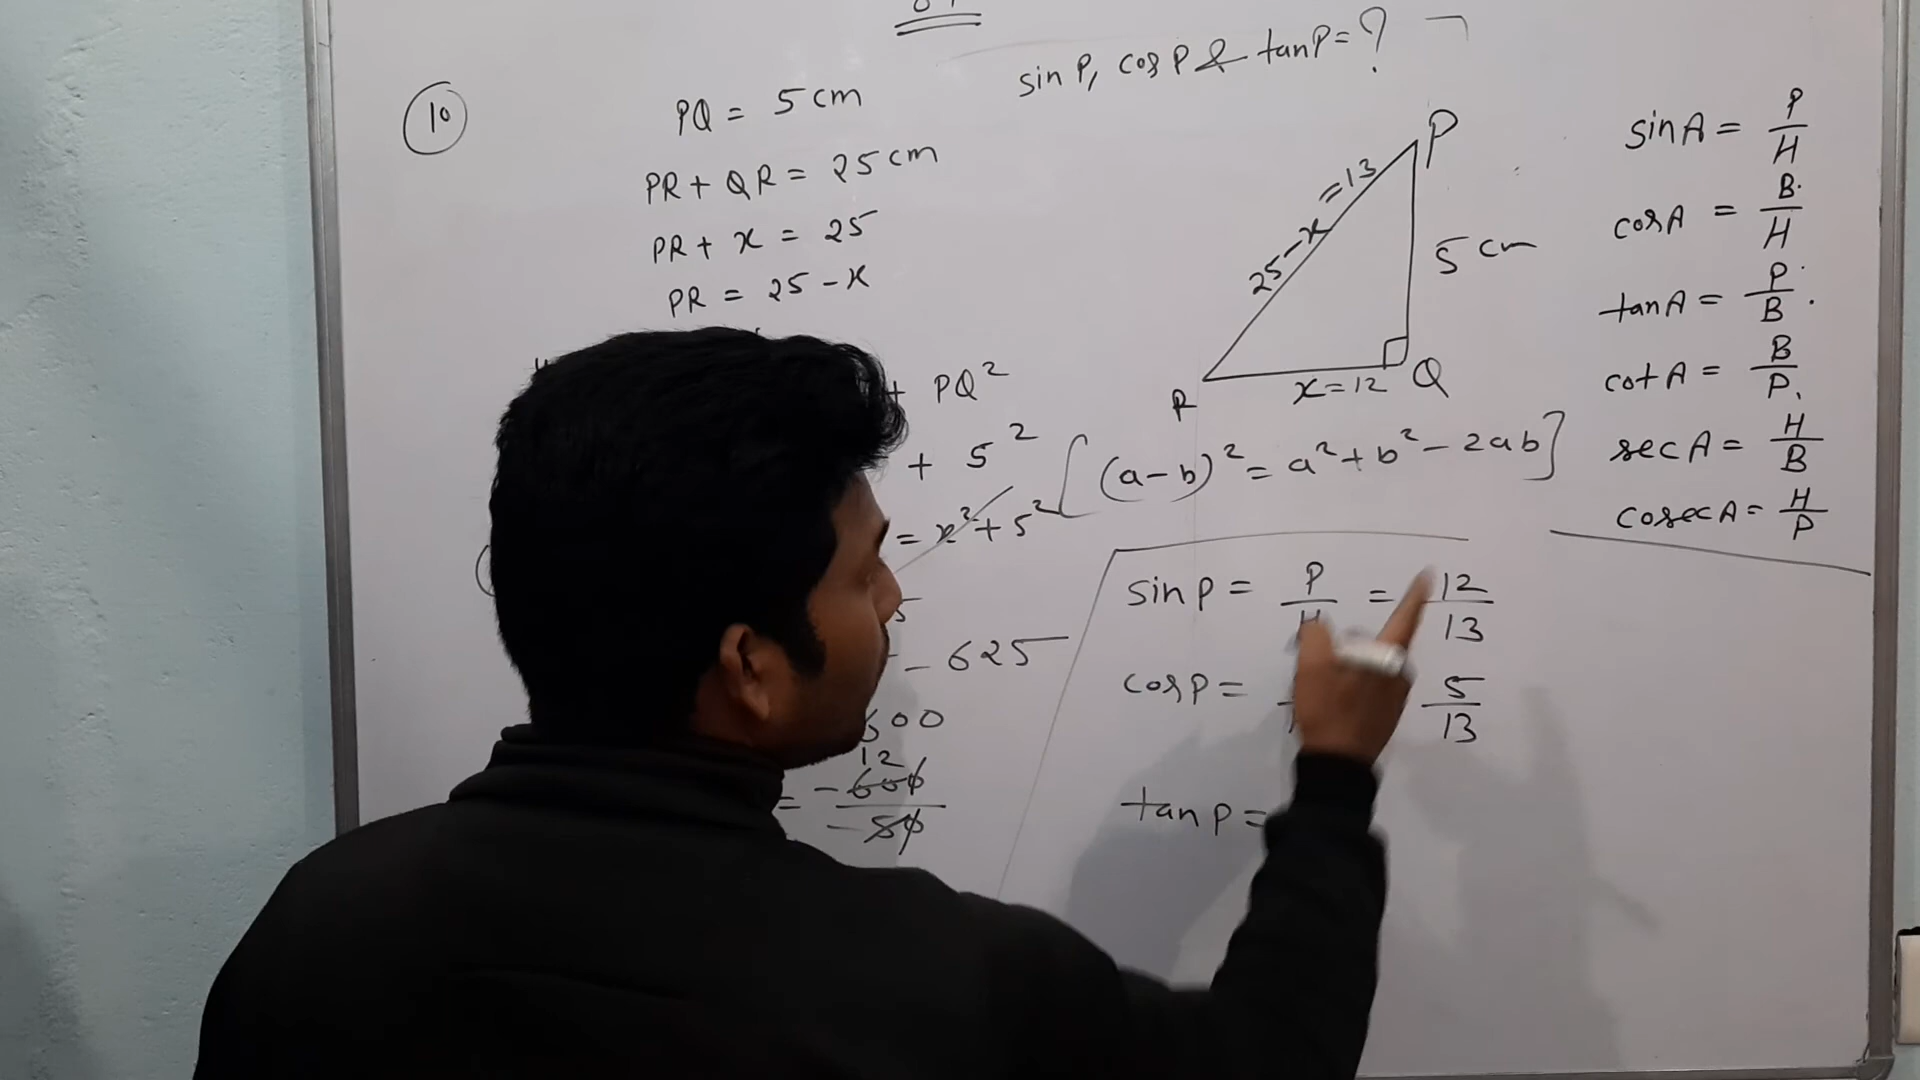 sin P, cos P & tan P = ?
10
PQ = 5 cm
PR + QR = 25 cm
PR + x = 25
PR = 25 - x
+ PQ²
+ 5²
= x² + 5²
- 625
600
12
= -600
-50
P
25 - x = 13
5 cm
R
x = 12
Q
[(a-b)² = a² + b² - 2ab]
sin P = P/H = 12/13
cos P = 5/13
tan P =
sin A = P/H
cos A = B/H
tan A = P/B
cot A = B/P
sec A = H/B
cosec A = H/P